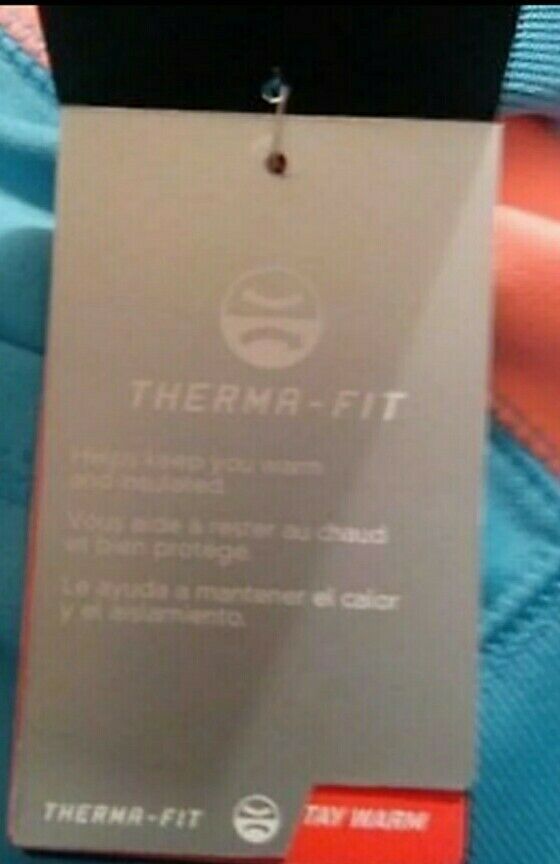 THERMA-FIT
Helps keep you warm
and insulated.
Vous aide à rester au chaud
et bien protégé.
Le ayuda a mantener el calor
y el aislamiento.
THERMA-FIT
TAY WARM